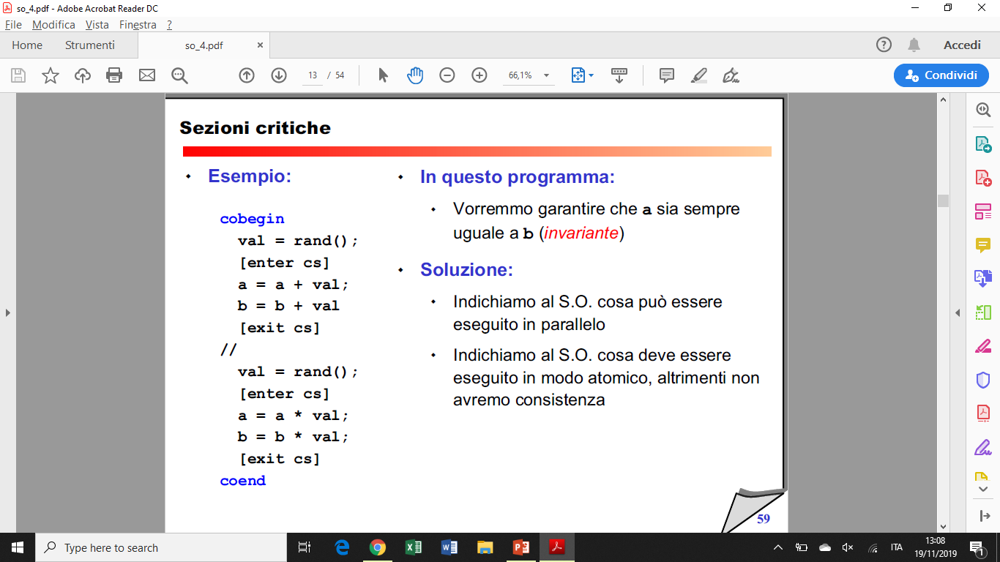 so_4.pdf - Adobe Acrobat Reader DC
File Modifica Vista Finestra ?
Home Strumenti so_4.pdf × Accedi
13 / 54 66,1% Condividi
Sezioni critiche
• Esempio:
cobegin
val = rand();
[enter cs]
a = a + val;
b = b + val
[exit cs]
//
val = rand();
[enter cs]
a = a * val;
b = b * val;
[exit cs]
coend
• In questo programma:
• Vorremmo garantire che a sia sempre
uguale a b (invariante)
• Soluzione:
• Indichiamo al S.O. cosa può essere
eseguito in parallelo
• Indichiamo al S.O. cosa deve essere
eseguito in modo atomico, altrimenti non
avremo consistenza
59
Type here to search
ITA
13:08
19/11/2019
1